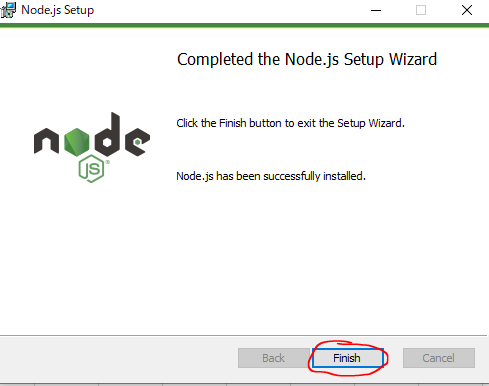 Node.js Setup
Completed the Node.js Setup Wizard
node
JS
Click the Finish button to exit the Setup Wizard.
Node.js has been successfully installed.
Back
Finish
Cancel